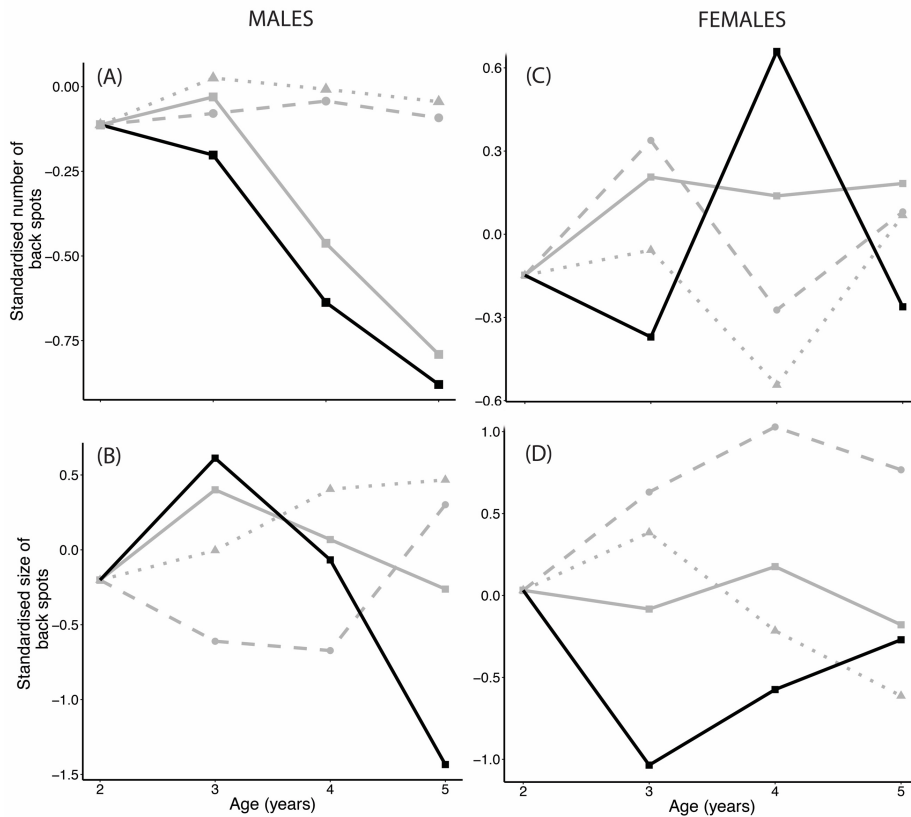 MALES
FEMALES
(A)
0.00
−0.25
−0.50
−0.75
Standardised number of
back spots
(C)
0.6
0.3
0.0
−0.3
−0.6
(B)
0.5
0.0
−0.5
−1.0
−1.5
Standardised size of
back spots
2
3
4
5
Age (years)
(D)
1.0
0.5
0.0
−0.5
−1.0
2
3
4
5
Age (years)